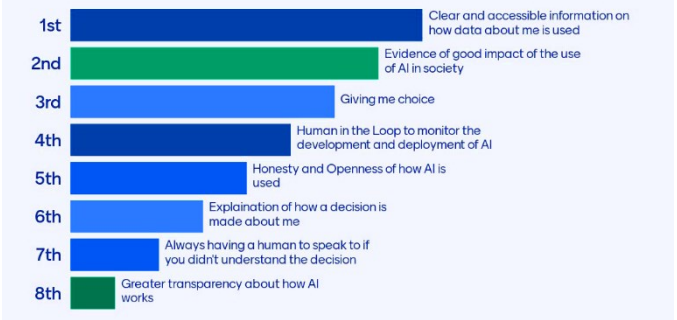 1st
Clear and accessible information on
how data about me is used
2nd
Evidence of good impact of the use
of AI in society
3rd
Giving me choice
4th
Human in the Loop to monitor the
development and deployment of AI
5th
Honesty and Openness of how AI is
used
6th
Explaination of how a decision is
made about me
7th
Always having a human to speak to if
you didn't understand the decision
8th
Greater transparency about how AI
works